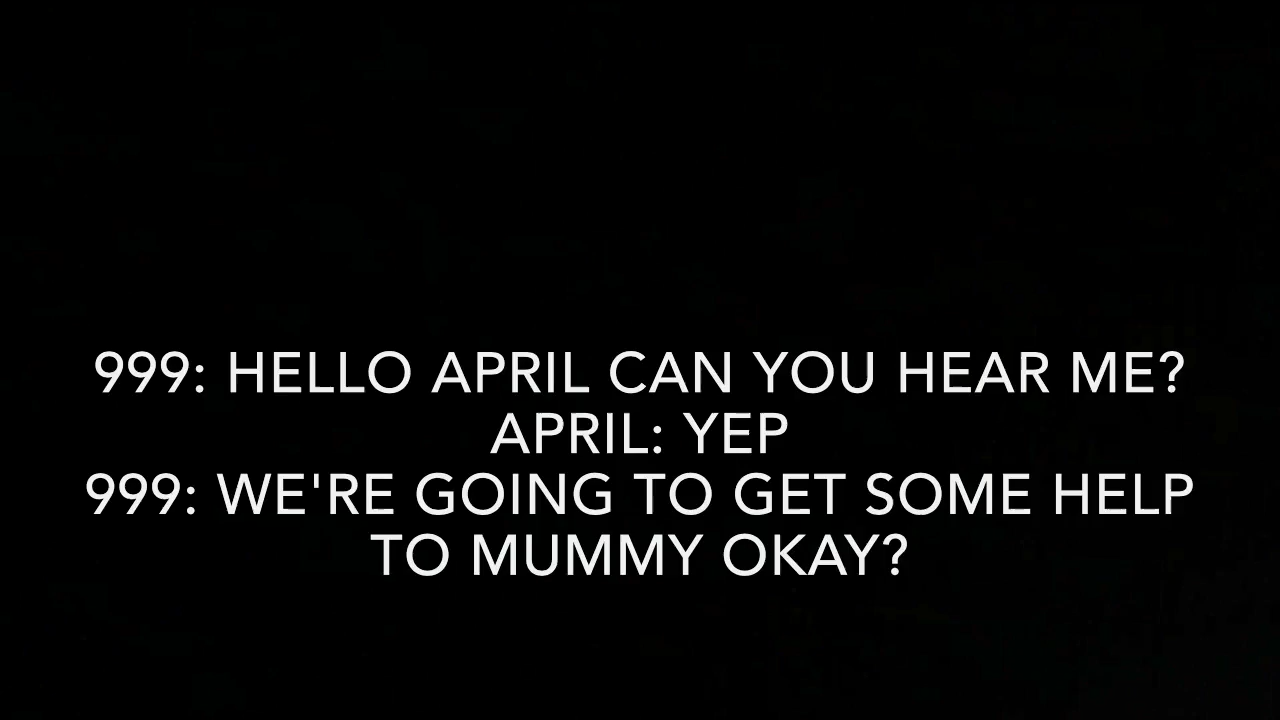 999: HELLO APRIL CAN YOU HEAR ME?
APRIL: YEP
999: WE'RE GOING TO GET SOME HELP
TO MUMMY OKAY?